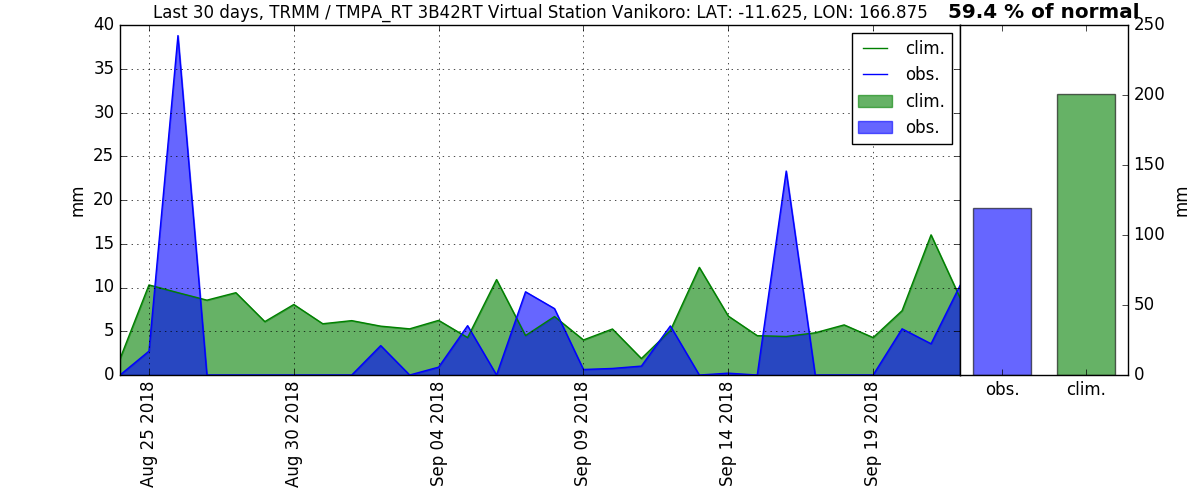 Last 30 days, TRMM / TMPA_RT 3B42RT Virtual Station Vanikoro: LAT: -11.625, LON: 166.875
59.4 % of normal
40
35
30
25
20
15
10
5
0
mm
clim.
obs.
clim.
obs.
Aug 25 2018
Aug 30 2018
Sep 04 2018
Sep 09 2018
Sep 14 2018
Sep 19 2018
250
200
150
100
50
0
mm
obs.
clim.